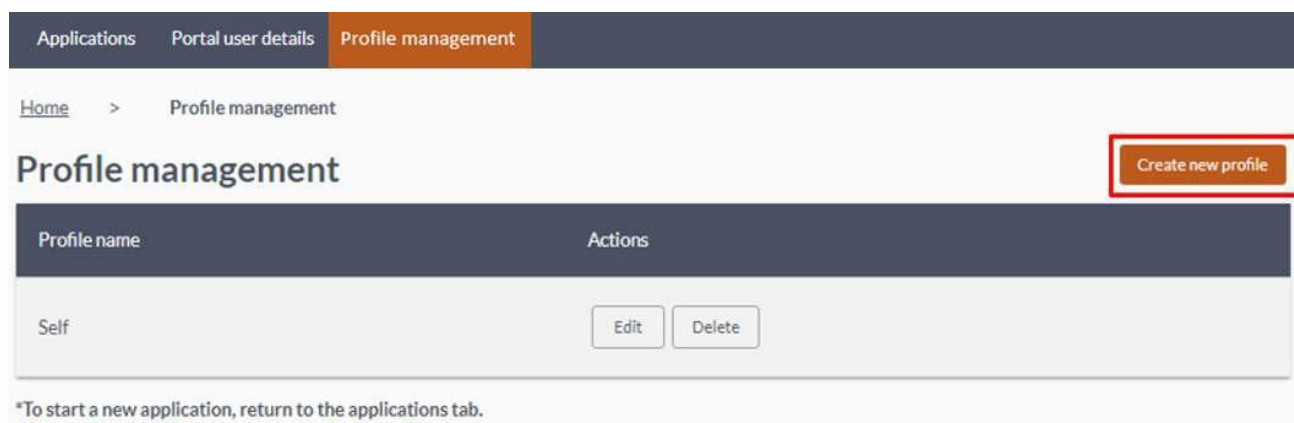 Applications Portal user details Profile management
Home > Profile management
Profile management
Create new profile
Profile name Actions
Self Edit Delete
*To start a new application, return to the applications tab.